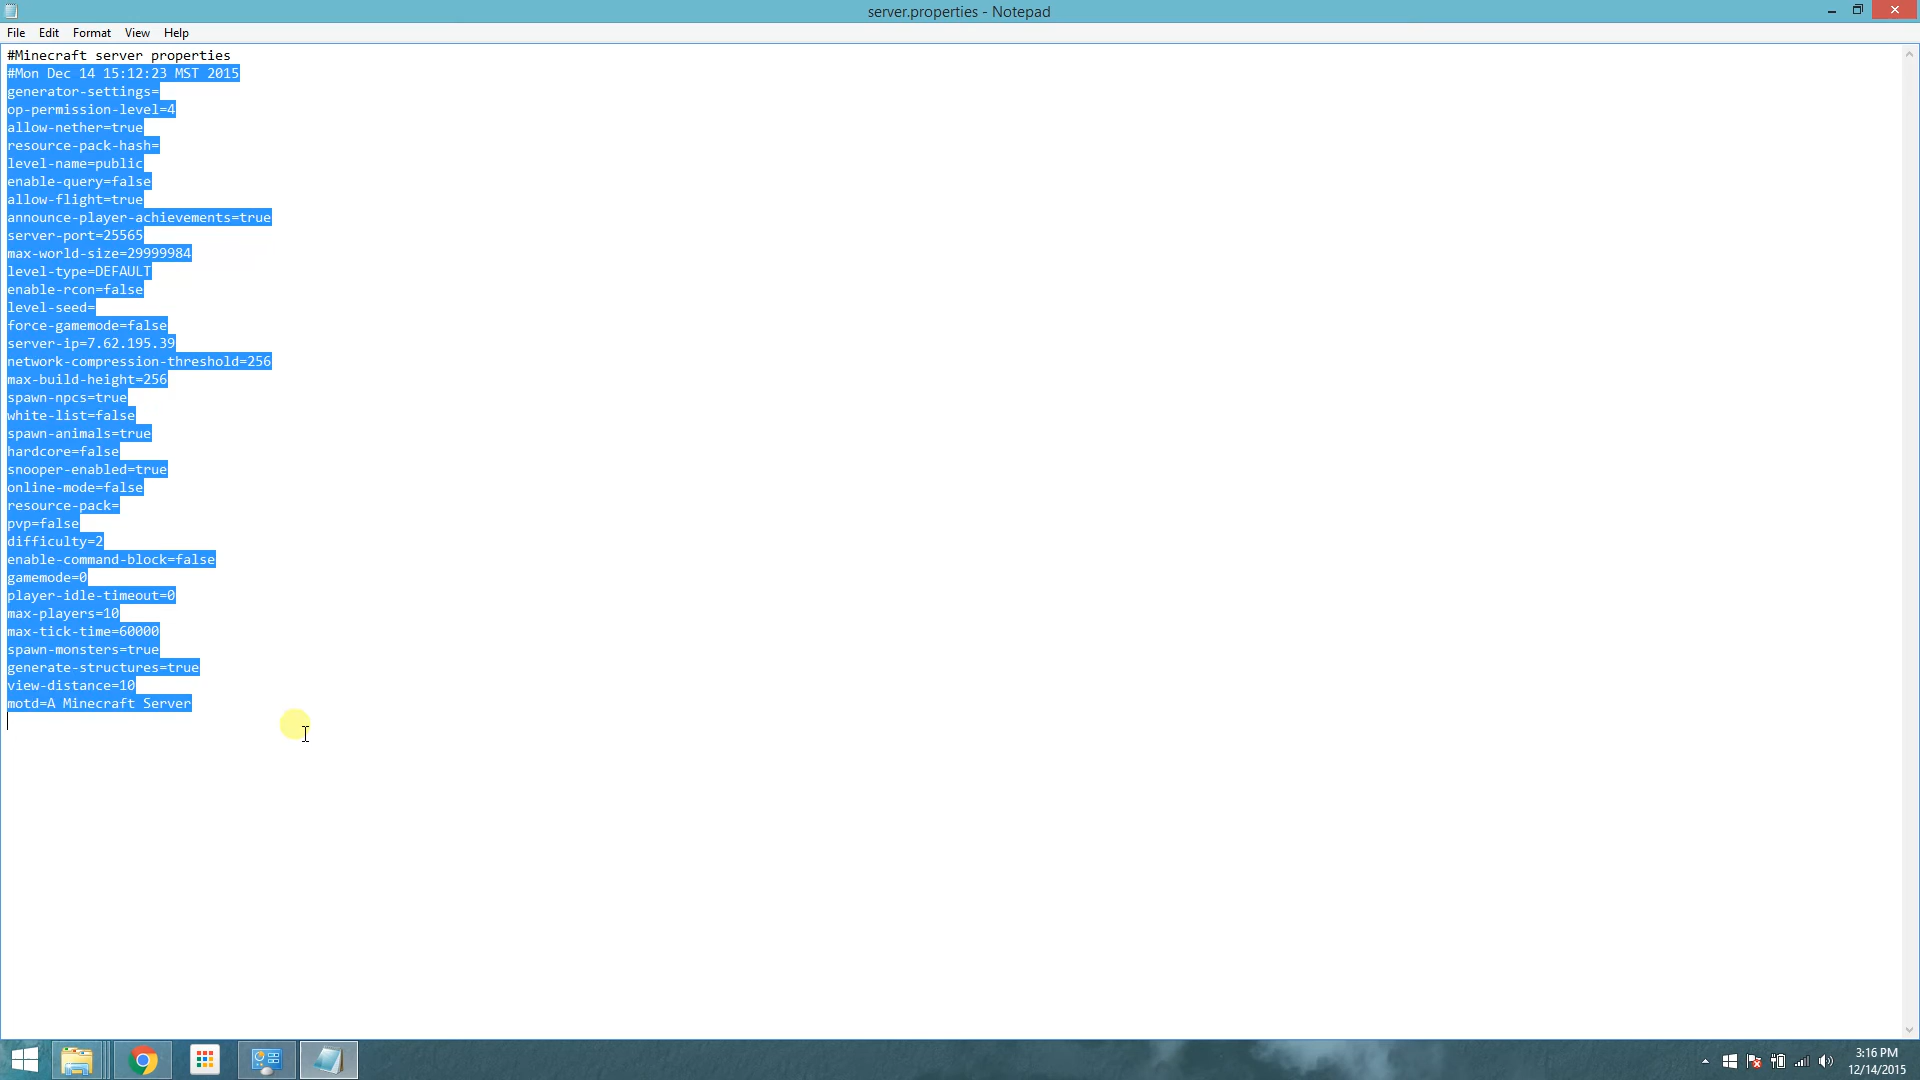 server.properties - Notepad
File Edit Format View Help
#Minecraft server properties
#Mon Dec 14 15:12:23 MST 2015
generator-settings=
op-permission-level=4
allow-nether=true
resource-pack-hash=
level-name=public
enable-query=false
allow-flight=true
announce-player-achievements=true
server-port=25565
max-world-size=29999984
level-type=DEFAULT
enable-rcon=false
level-seed=
force-gamemode=false
server-ip=7.62.195.39
network-compression-threshold=256
max-build-height=256
spawn-npcs=true
white-list=false
spawn-animals=true
hardcore=false
snooper-enabled=true
online-mode=false
resource-pack=
pvp=false
difficulty=2
enable-command-block=false
gamemode=0
player-idle-timeout=0
max-players=10
max-tick-time=60000
spawn-monsters=true
generate-structures=true
view-distance=10
motd=A Minecraft Server
3:16 PM
12/14/2015